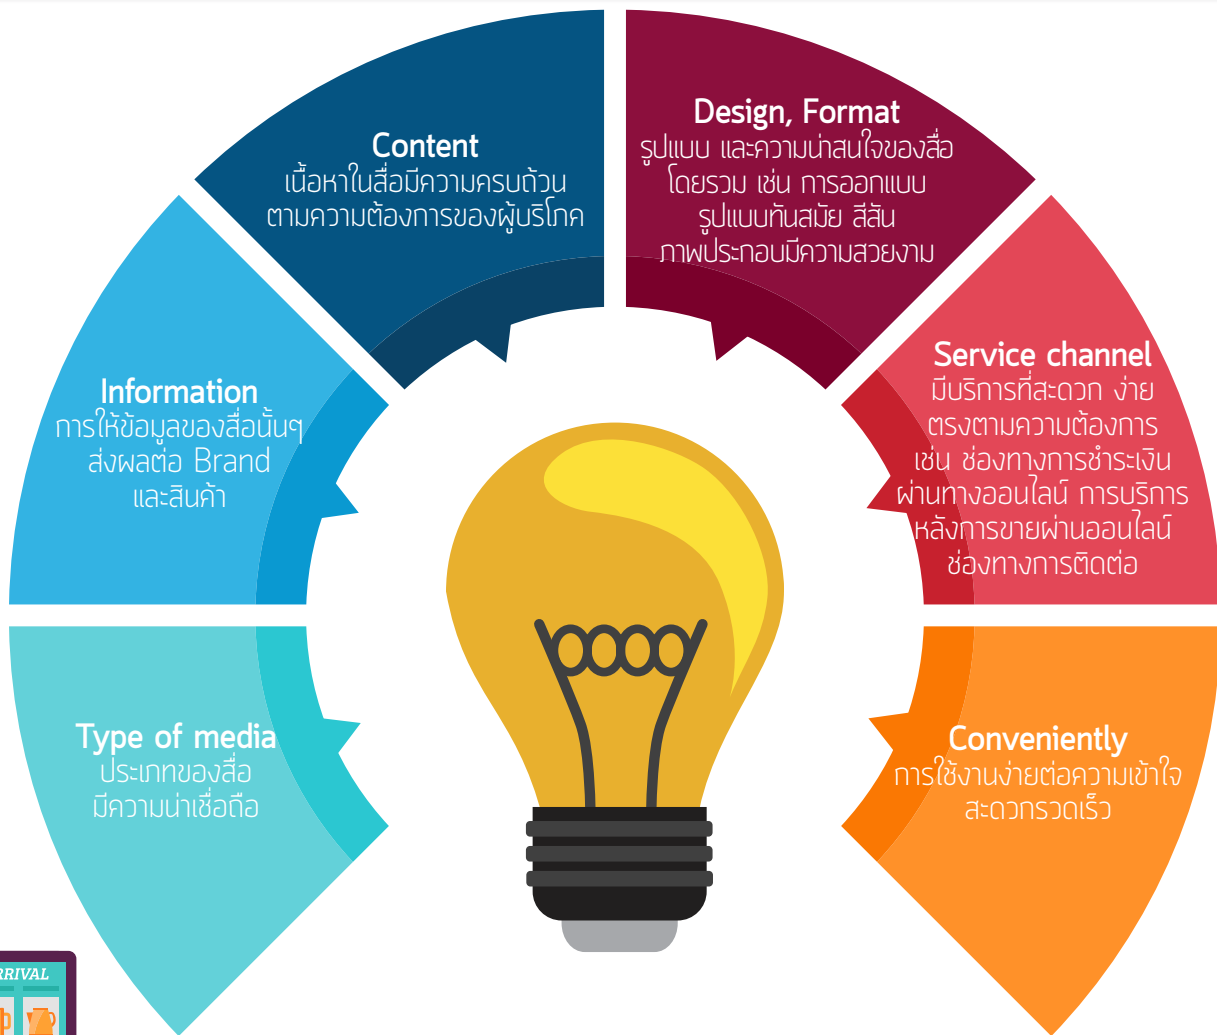 Content
เนื้อหาในสื่อมีความครบถ้วน
ตามความต้องการของผู้บริโภค
Design, Format
รูปแบบ และความน่าสนใจของสื่อ
โดยรวม เช่น การออกแบบ
รูปแบบทันสมัย สีสัน
ภาพประกอบมีความสวยงาม
Information
การให้ข้อมูลของสื่อนั้นๆ
ส่งผลต่อ Brand
และสินค้า
Service channel
มีบริการที่สะดวก ง่าย
ตรงตามความต้องการ
เช่น ช่องทางการชำระเงิน
ผ่านทางออนไลน์ การบริการ
หลังการขายผ่านออนไลน์
ช่องทางการติดต่อ
Type of media
ประเภทของสื่อ
มีความน่าเชื่อถือ
Conveniently
การใช้งานง่ายต่อความเข้าใจ
สะดวกรวดเร็ว